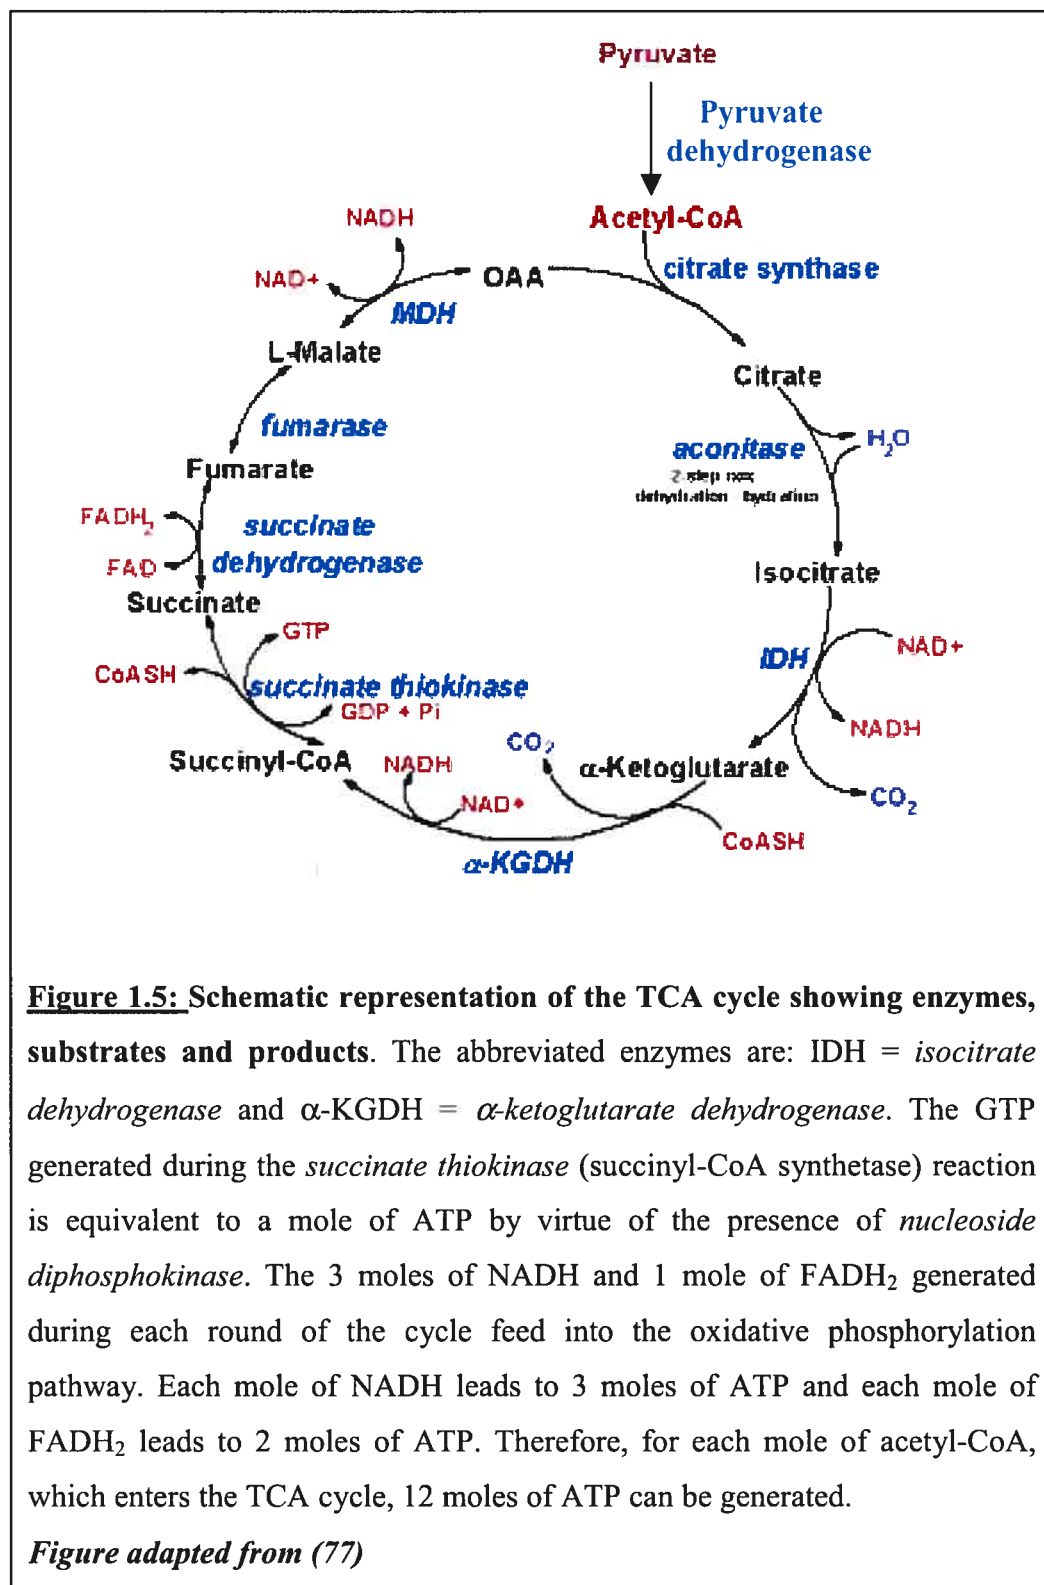 Pyruvate
Pyruvate
dehydrogenase
Acetyl-CoA
NADH
citrate synthase
OAA
NAD+
MDH
L-Malate
Citrate
fumarase
aconitase
H₂O
Fumarate
2-step rxn
dehydration hydration
FADH₂
succinate
dehydrogenase
FAD
Isocitrate
Succinate
GTP
IDH
NAD+
CoASH
succinate thiokinase
GDP + Pi
NADH
CO₂
Succinyl-CoA
NADH
α-Ketoglutarate
NAD+
CO₂
CoASH
α-KGDH
Figure 1.5: Schematic representation of the TCA cycle showing enzymes,
substrates and products. The abbreviated enzymes are: IDH = isocitrate
dehydrogenase and α-KGDH = α-ketoglutarate dehydrogenase. The GTP
generated during the succinate thiokinase (succinyl-CoA synthetase) reaction
is equivalent to a mole of ATP by virtue of the presence of nucleoside
diphosphokinase. The 3 moles of NADH and 1 mole of FADH₂ generated
during each round of the cycle feed into the oxidative phosphorylation
pathway. Each mole of NADH leads to 3 moles of ATP and each mole of
FADH₂ leads to 2 moles of ATP. Therefore, for each mole of acetyl-CoA,
which enters the TCA cycle, 12 moles of ATP can be generated.
Figure adapted from (77)